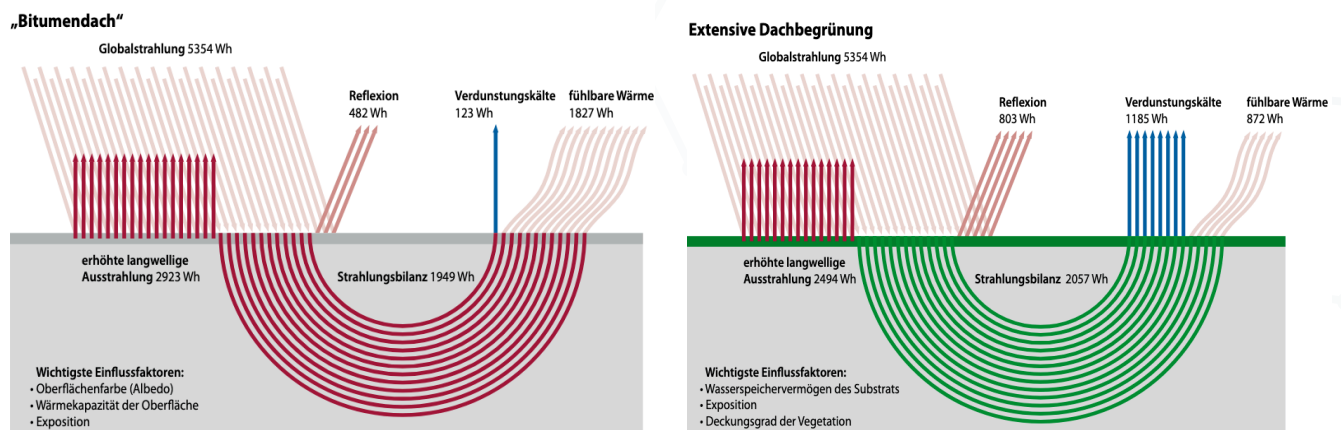 „Bitumendach“
Globalstrahlung 5354 Wh
Reflexion
482 Wh
Verdunstungskälte
123 Wh
fühlbare Wärme
1827 Wh
erhöhte langwellige
Ausstrahlung 2923 Wh
Strahlungsbilanz 1949 Wh
Wichtigste Einflussfaktoren:
• Oberflächenfarbe (Albedo)
• Wärmekapazität der Oberfläche
• Exposition
Extensive Dachbegrünung
Globalstrahlung 5354 Wh
Reflexion
803 Wh
Verdunstungskälte
1185 Wh
fühlbare Wärme
872 Wh
erhöhte langwellige
Ausstrahlung 2494 Wh
Strahlungsbilanz 2057 Wh
Wichtigste Einflussfaktoren:
• Wasserspeichervermögen des Substrats
• Exposition
• Deckungsgrad der Vegetation